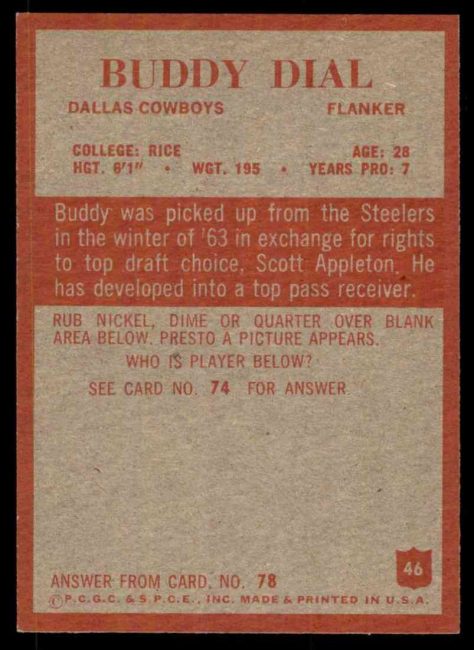 BUDDY DIAL
DALLAS COWBOYS FLANKER
COLLEGE: RICE AGE: 28
HGT. 6'1" • WGT. 195 • YEARS PRO: 7
Buddy was picked up from the Steelers
in the winter of '63 in exchange for rights
to top draft choice, Scott Appleton. He
has developed into a top pass receiver.
RUB NICKEL, DIME OR QUARTER OVER BLANK
AREA BELOW. PRESTO A PICTURE APPEARS.
WHO IS PLAYER BELOW?
SEE CARD NO. 74 FOR ANSWER
46
ANSWER FROM CARD, NO. 78
©P.C.G.C. & S.P.C.E., INC. MADE & PRINTED IN U.S.A.